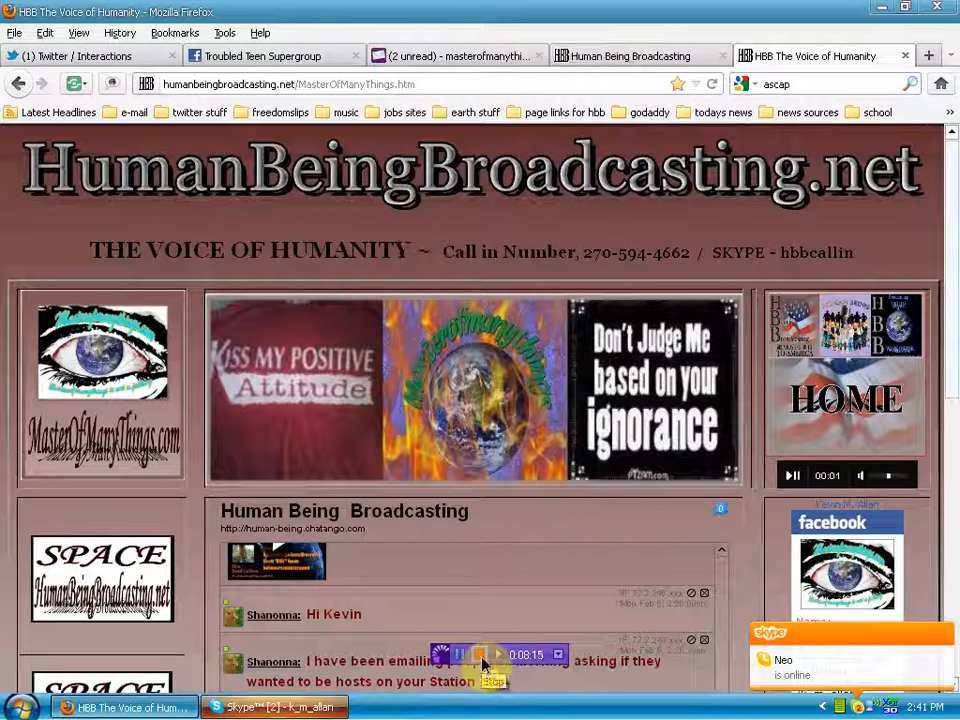 HBB The Voice of Humanity - Mozilla Firefox
File Edit View History Bookmarks Tools Help
(1) Twitter / Interactions
Troubled Teen Supergroup
(2 unread) - masterofmanythi...
Human Being Broadcasting
HBB The Voice of Humanity
humanbeingbroadcasting.net/MasterOfManyThings.htm
ascap
Latest Headlines e-mail twitter stuff freedomslips music jobs sites earth stuff page links for hbb godaddy todays news news sources school
HumanBeingBroadcasting.net
THE VOICE OF HUMANITY ~ Call in Number, 270-594-4662 / SKYPE - hbbcallin
MasterOfManyThings.com
KISS MY POSITIVE
Attitude
Masterofmanythings
Don't Judge Me
based on your
ignorance
HOME
00:01
SPACE
HumanBeingBroadcasting.net
Human Being Broadcasting
http://human-being.chatango.com
0
Kevin M. Allan
facebook
Name:
Shanonna: Hi Kevin
Shanonna: I have been emailing asking if they
wanted to be hosts on your Station
0:08:15
Stop
skype
Neo
is online
HBB The Voice of Hum...
Skype™ [2] - k_m_allan
2:41 PM